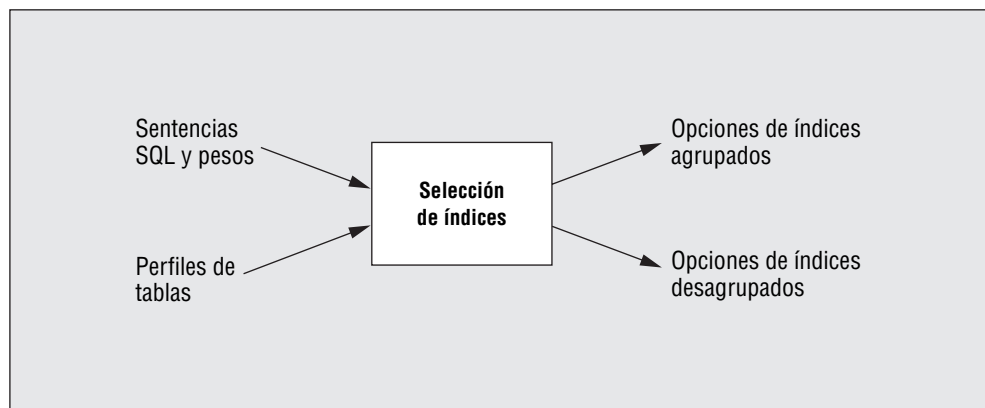 Sentencias
SQL y pesos
Perfiles de
tablas
Selección
de índices
Opciones de índices
agrupados
Opciones de índices
desagrupados